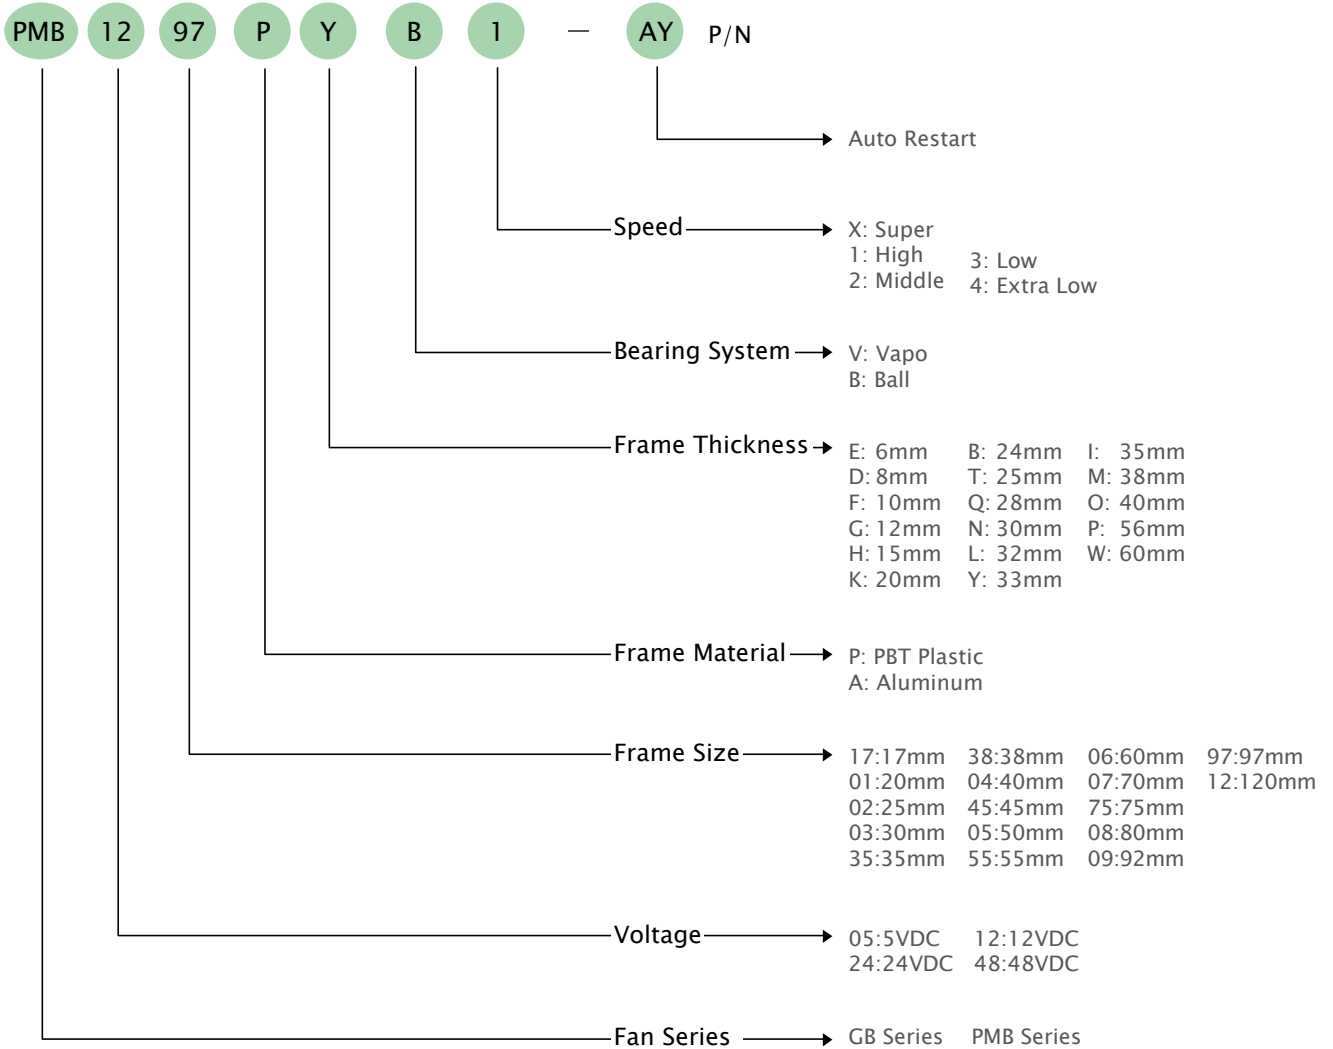 PMB 12 97 P Y B 1 — AY P/N
Auto Restart
Speed X: Super
1: High 3: Low
2: Middle 4: Extra Low
Bearing System V: Vapo
B: Ball
Frame Thickness E: 6mm B: 24mm I: 35mm
D: 8mm T: 25mm M: 38mm
F: 10mm Q: 28mm O: 40mm
G: 12mm N: 30mm P: 56mm
H: 15mm L: 32mm W: 60mm
K: 20mm Y: 33mm
Frame Material P: PBT Plastic
A: Aluminum
Frame Size 17:17mm 38:38mm 06:60mm 97:97mm
01:20mm 04:40mm 07:70mm 12:120mm
02:25mm 45:45mm 75:75mm
03:30mm 05:50mm 08:80mm
35:35mm 55:55mm 09:92mm
Voltage 05:5VDC 12:12VDC
24:24VDC 48:48VDC
Fan Series GB Series PMB Series